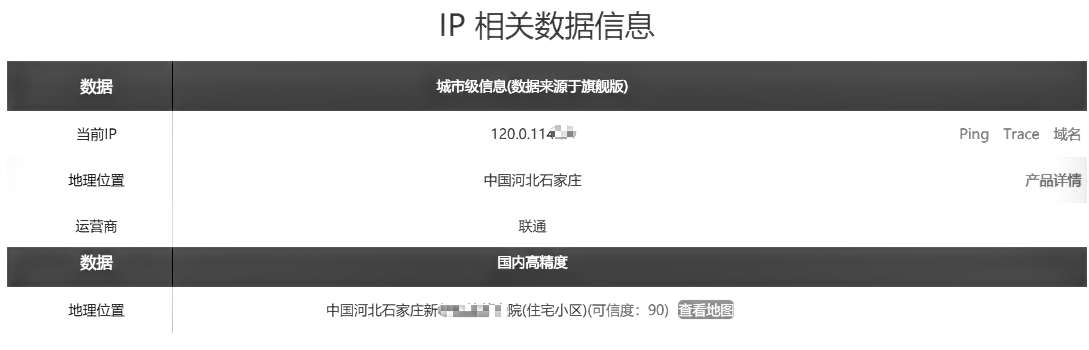 IP 相关数据信息
数据 城市级信息(数据来源于旗舰版)
当前IP 120.0.114 Ping Trace 域名
地理位置 中国河北石家庄 产品详情
运营商 联通
数据 国内高精度
地理位置 中国河北石家庄新 院(住宅小区)(可信度：90) 查看地图